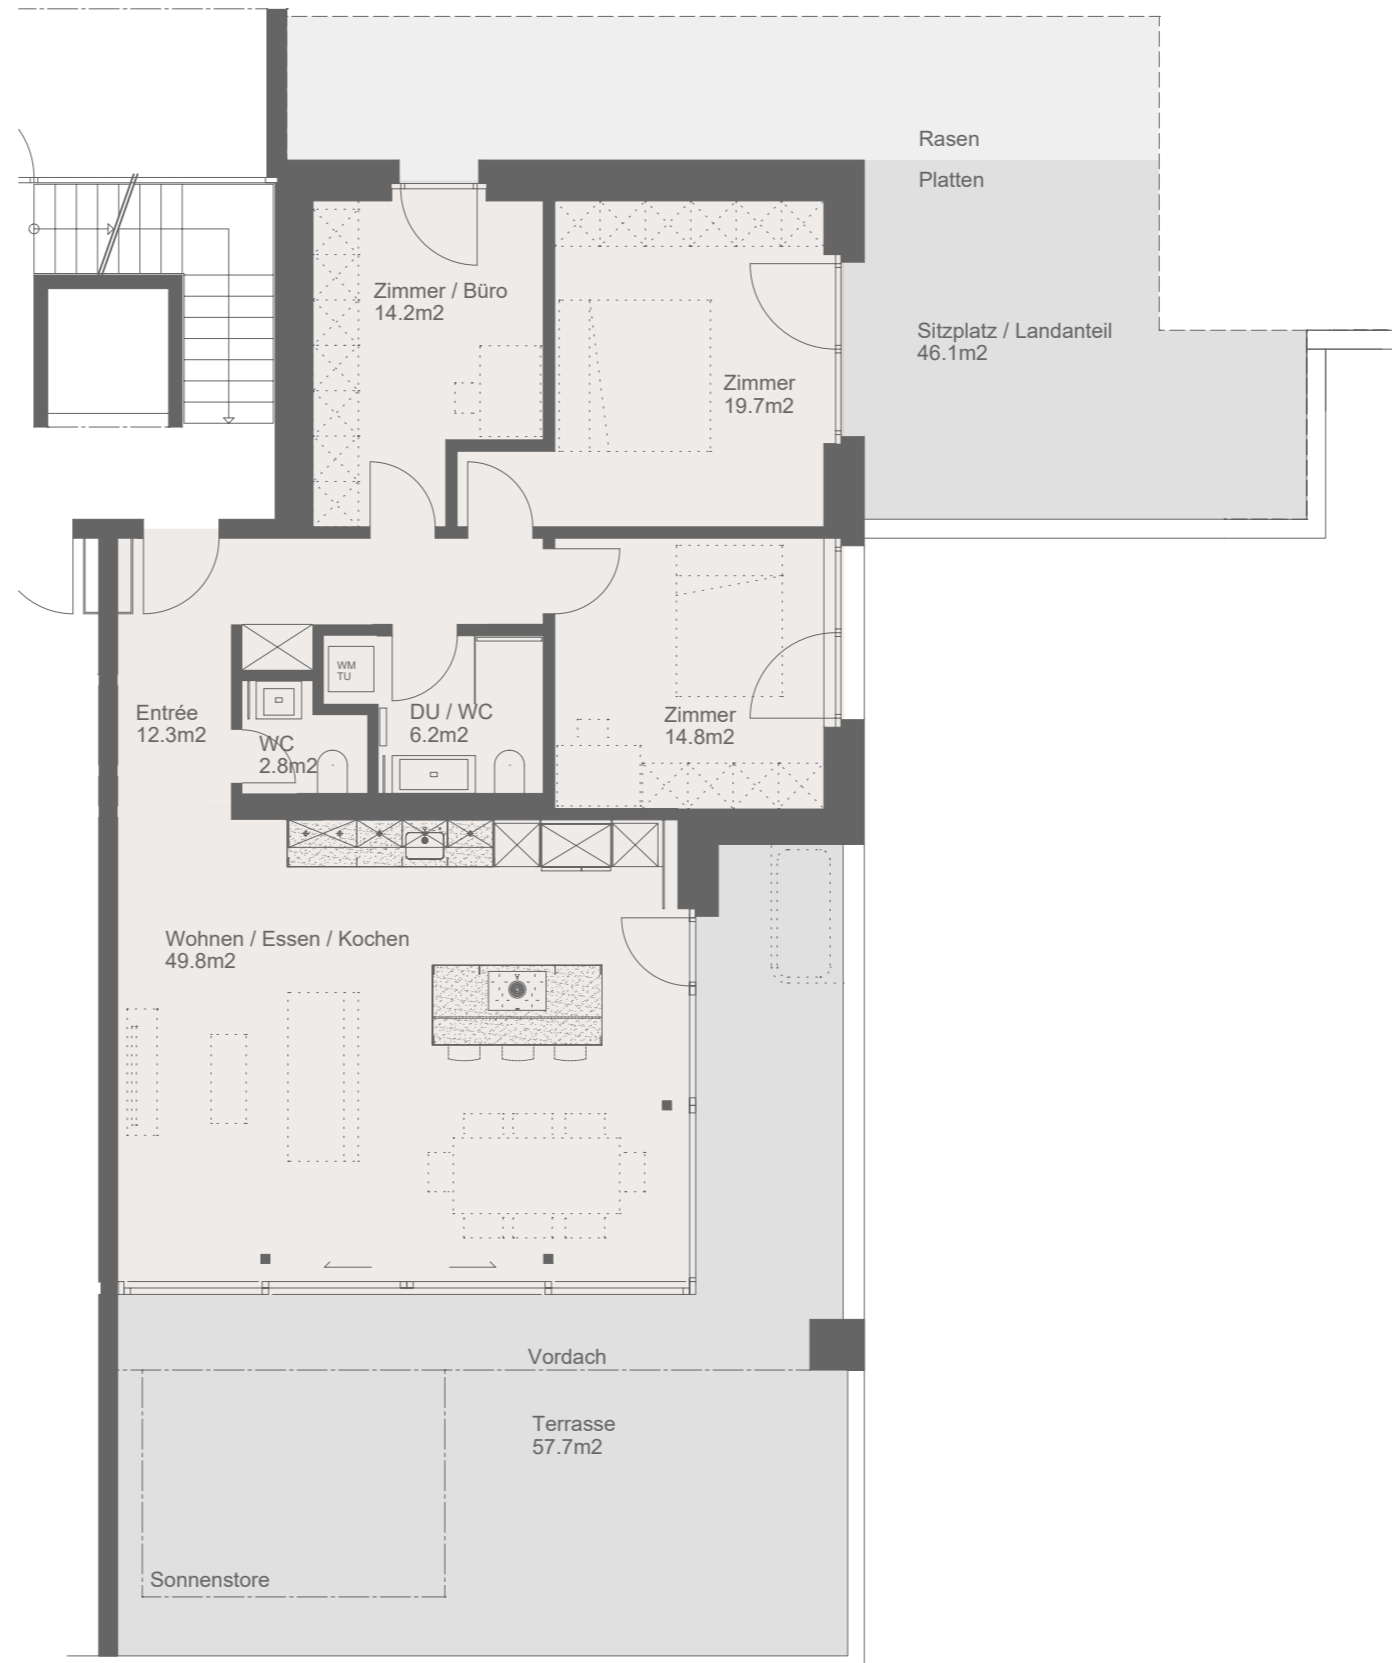 Rasen
Platten
Zimmer / Büro
14.2m2
Sitzplatz / Landanteil
46.1m2
Zimmer
19.7m2
WM
TU
Entrée
12.3m2
WC
2.8m2
DU / WC
6.2m2
Zimmer
14.8m2
Wohnen / Essen / Kochen
49.8m2
Vordach
Terrasse
57.7m2
Sonnenstore